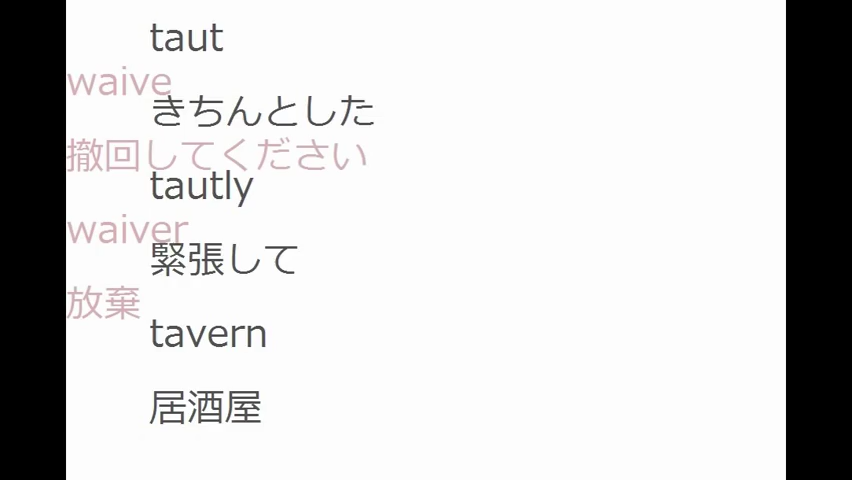 taut
waive
きちんとした
撤回してください
tautly
waiver
緊張して
放棄
tavern
居酒屋